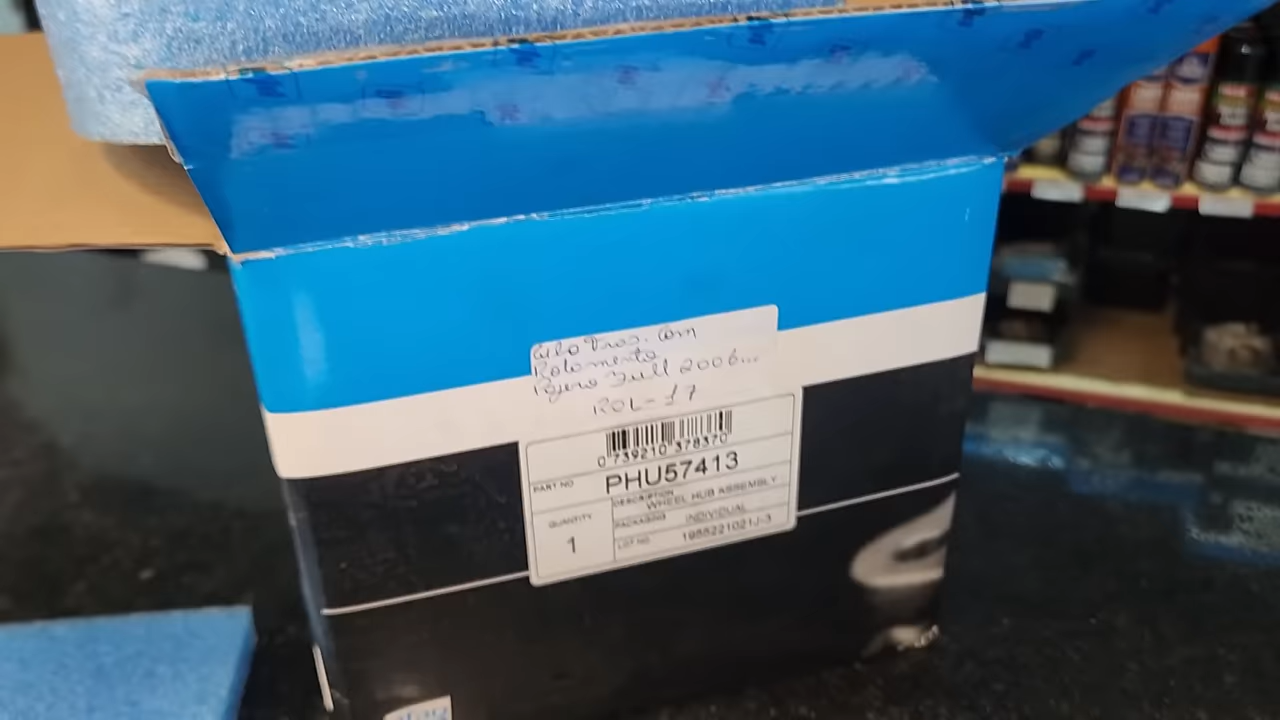 Cubo Tras. Com
Rolamento
Pajero Full 2006...
ROL-17
0 739210 378370
PART NO PHU57413
DESCRIPTION WHEEL HUB ASSEMBLY
QUANTITY 1
PACKAGING INDIVIDUAL
LOT NO. 1955221021J-3